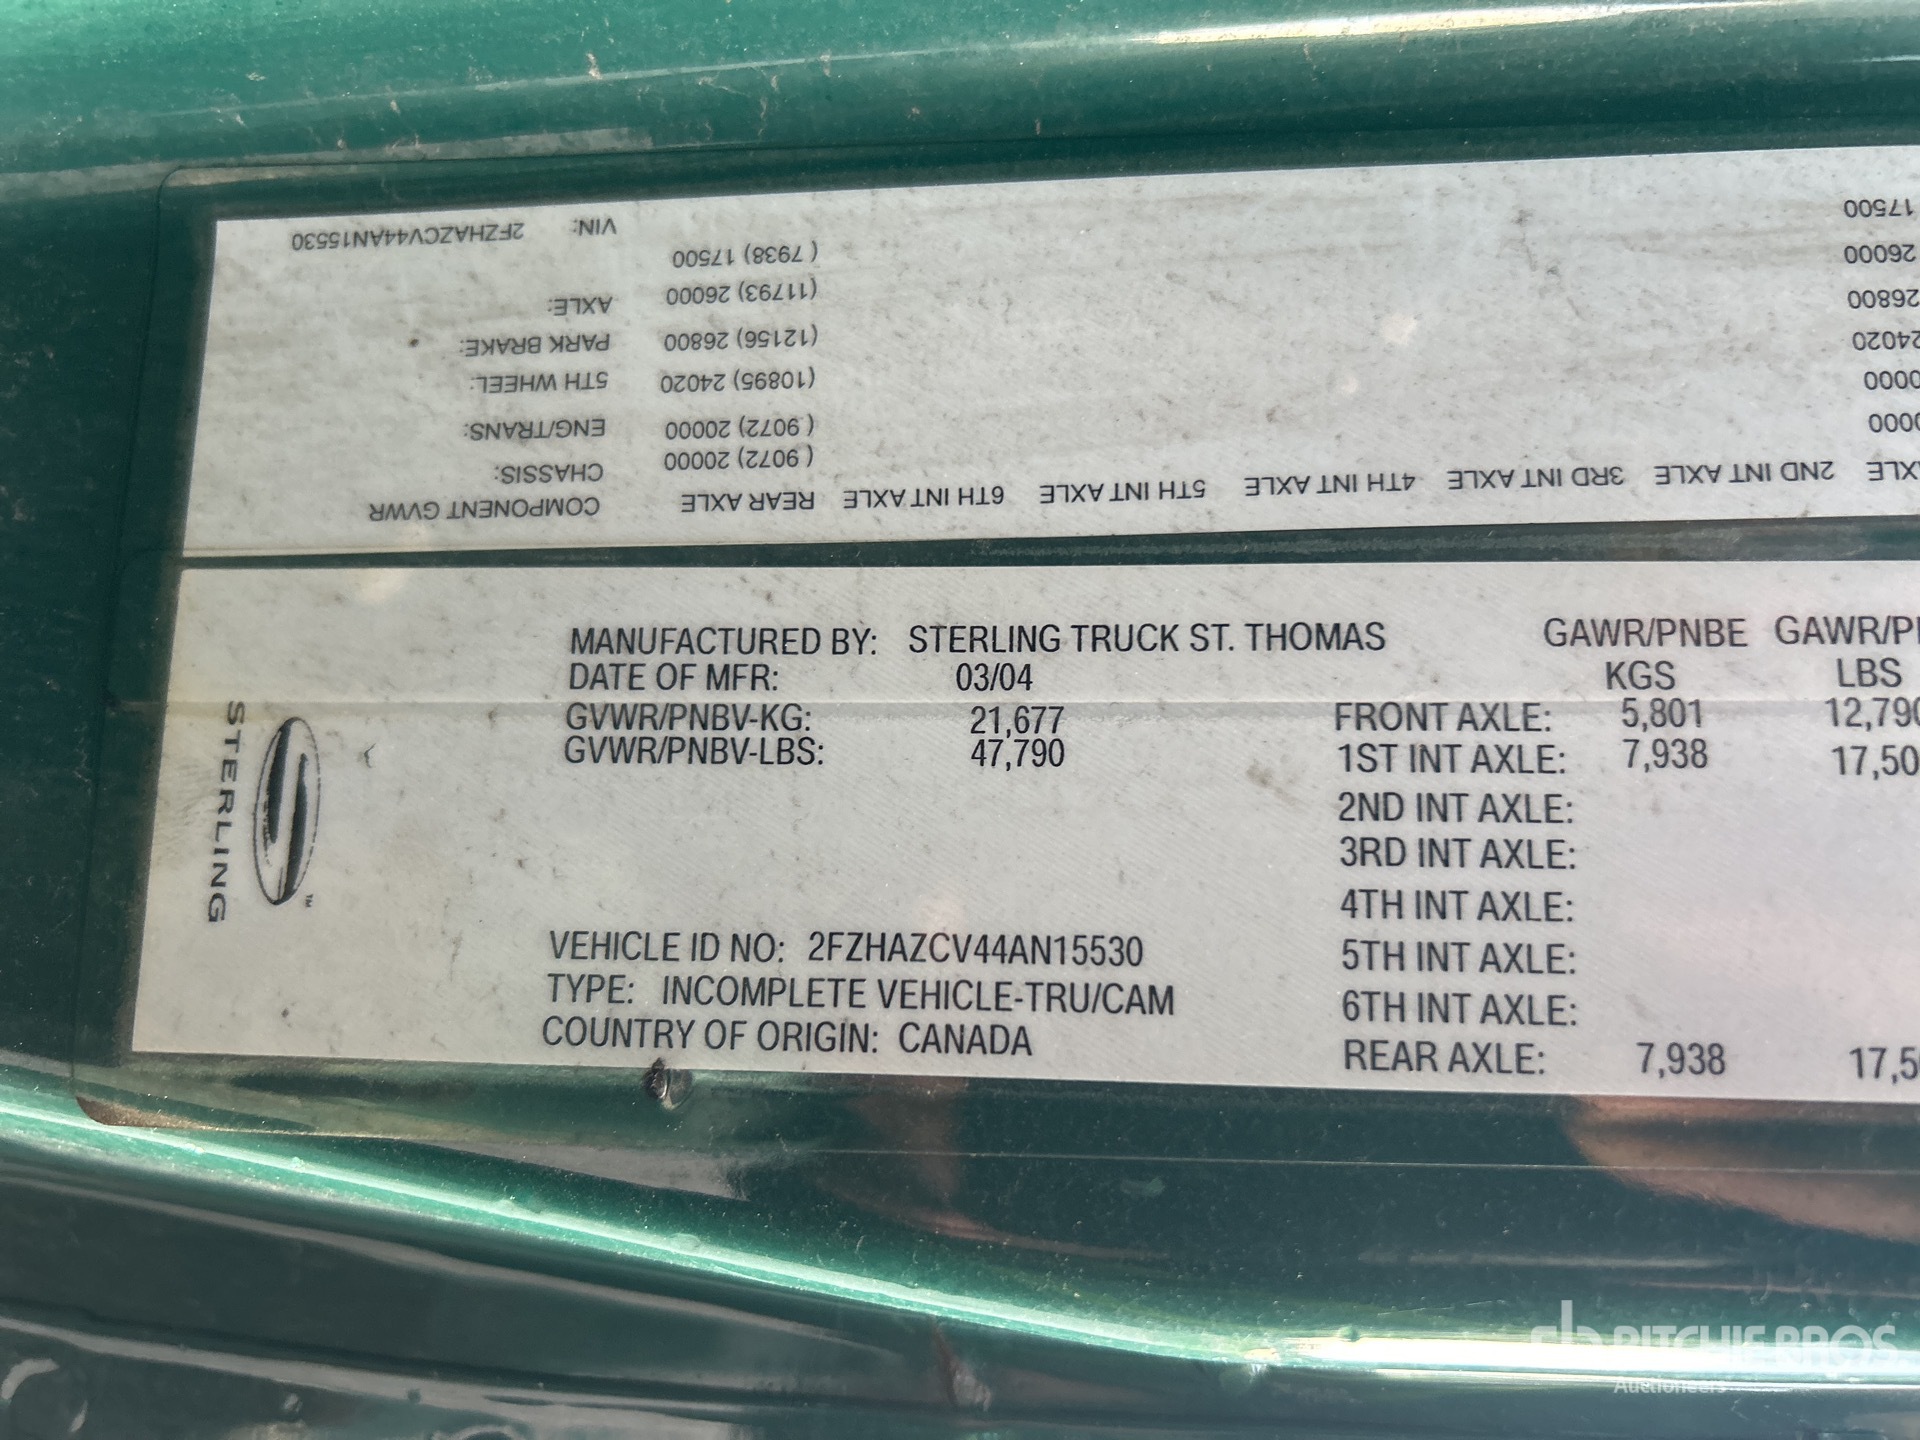 COMPONENT GVWR REAR AXLE 6TH INT AXLE 5TH INT AXLE 4TH INT AXLE 3RD INT AXLE 2ND INT AXLE
CHASSIS: ( 9072) 20000
ENG/TRANS: ( 9072) 20000
5TH WHEEL: (10895) 24020
PARK BRAKE: (12156) 26800 26800
AXLE: (11793) 26000 26000
( 7938) 17500 17500
VIN: 2FZHAZCV44AN15530
STERLING
TM
MANUFACTURED BY: STERLING TRUCK ST. THOMAS
DATE OF MFR: 03/04
GVWR/PNBV-KG: 21,677
GVWR/PNBV-LBS: 47,790
VEHICLE ID NO: 2FZHAZCV44AN15530
TYPE: INCOMPLETE VEHICLE-TRU/CAM
COUNTRY OF ORIGIN: CANADA
GAWR/PNBE
KGS LBS
FRONT AXLE: 5,801 12,790
1ST INT AXLE: 7,938
2ND INT AXLE:
3RD INT AXLE:
4TH INT AXLE:
5TH INT AXLE:
6TH INT AXLE:
REAR AXLE: 7,938
RITCHIE BROS.
Auctioneers